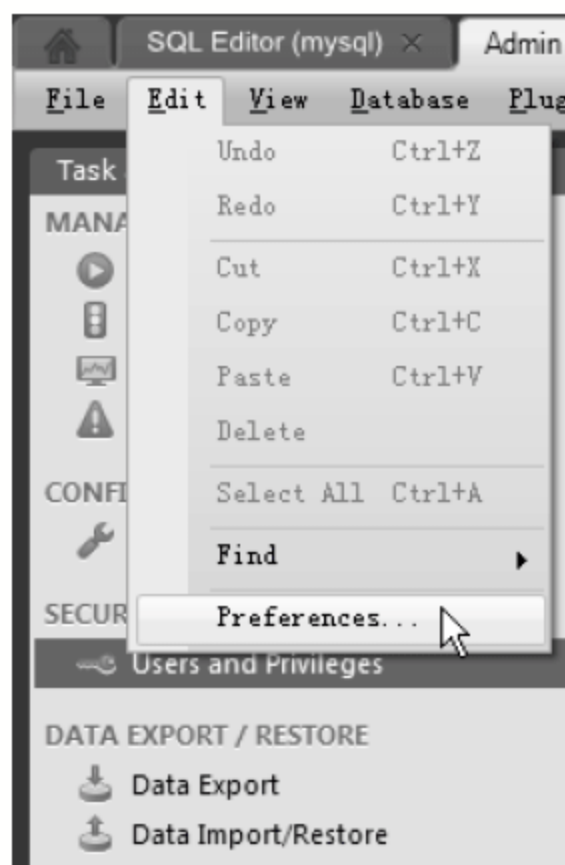 SQL Editor (mysql) × Admin
File Edit View Database Plug
Task
Undo Ctrl+Z
MANA
Redo Ctrl+Y
Cut Ctrl+X
Copy Ctrl+C
Paste Ctrl+V
Delete
CONFI
Select All Ctrl+A
Find
SECUR
Preferences...
Users and Privileges
DATA EXPORT / RESTORE
Data Export
Data Import/Restore